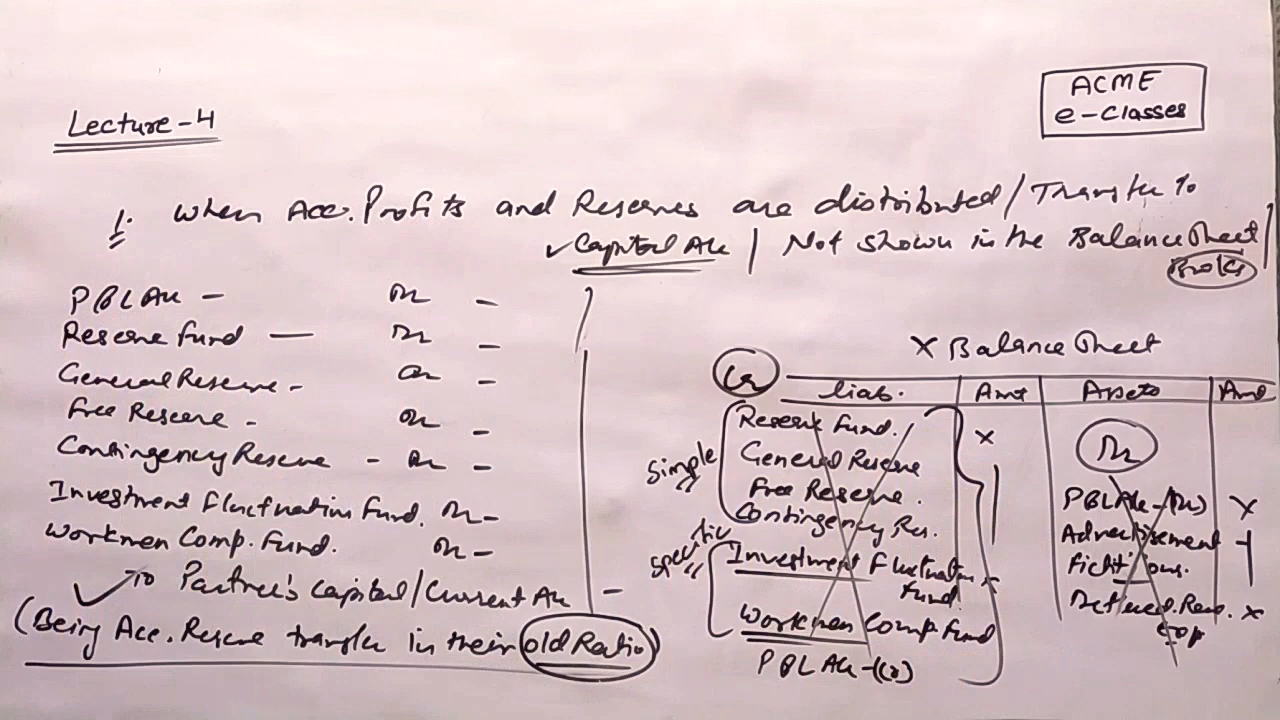 ACME
e-Classes
Lecture-4
1. When Acc. Profits and Reserves are distributed / Transfer to
✓ Capital A/c / Not shown in the Balance Sheet
Books
P&L A/c - Dr -
Reserve Fund — Dr -
General Reserve - Dr -
Free Reserve - Dr -
Contingency Reserve - Dr -
Investment Fluctuation Fund. Dr -
Workmen Comp. Fund. Dr -
To Partner's Capital / Current A/c -
(Being Acc. Reserve transfer in their old Ratio)
X Balance Sheet
Cr
Liab. Amt Assets Amt
Simple
Reserve Fund. X
General Reserve
Free Reserve.
Contingency Res.
Specific
Investment Fluctuation Fund
Workmen Comp Fund
P&L A/c - (Cr)
Dr
P&L A/c - (Dr) X
Advertisement
Fictitious.
Deferred Rev. X
Exp